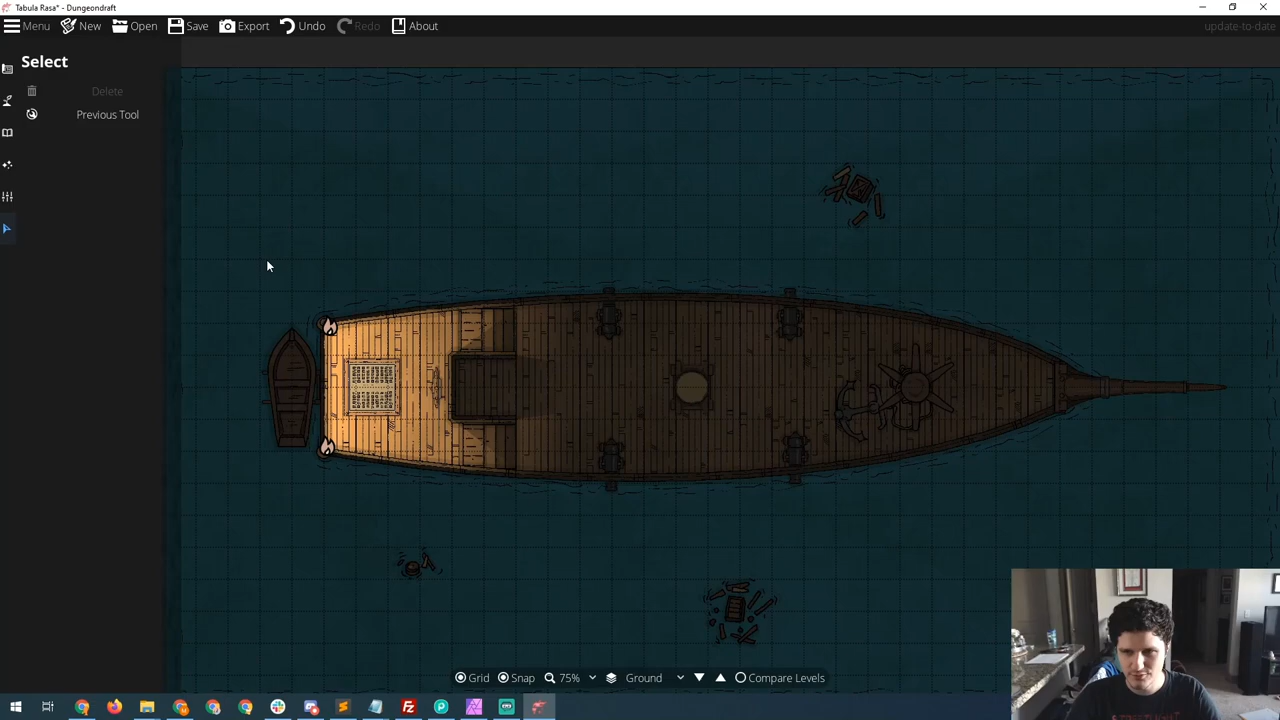 Tabula Rasa* - Dungeondraft
Menu New Open Save Export Undo Redo About update-to-date
Select
Delete
Previous Tool
Grid Snap 75% Ground Compare Levels